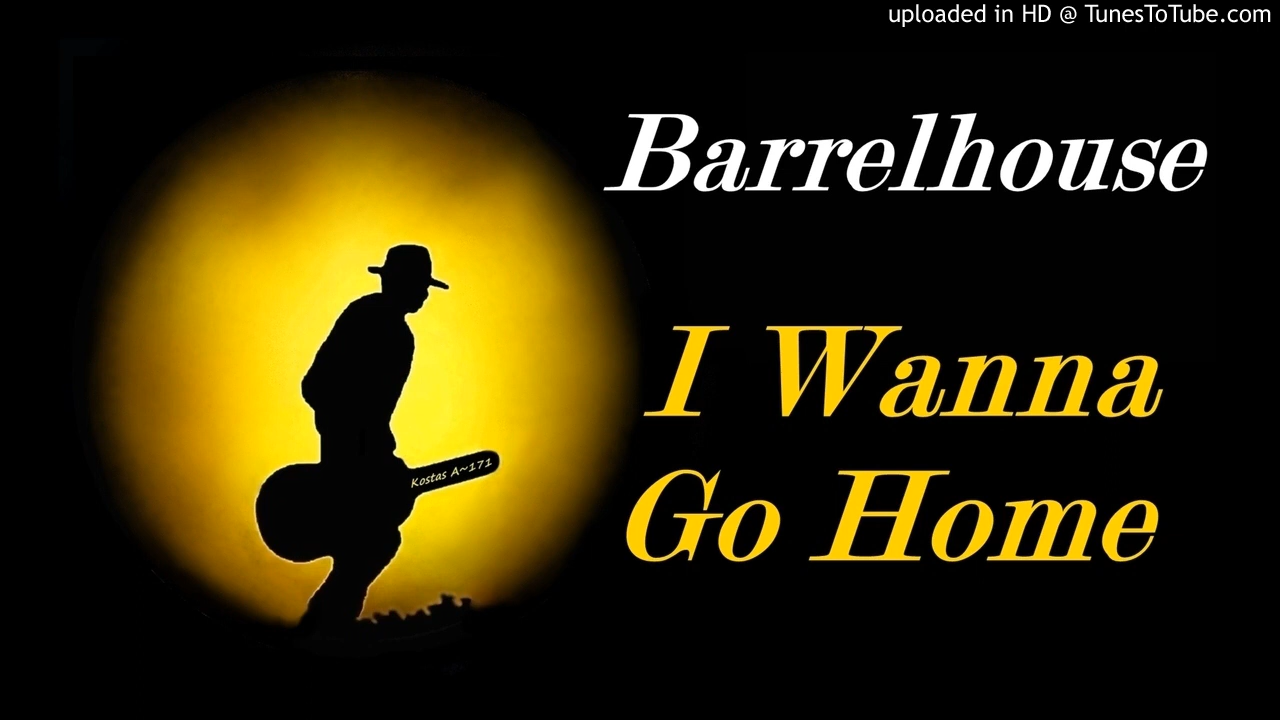 uploaded in HD @ TunesToTube.com
Barrelhouse
I Wanna
Go Home
Kostas A~171